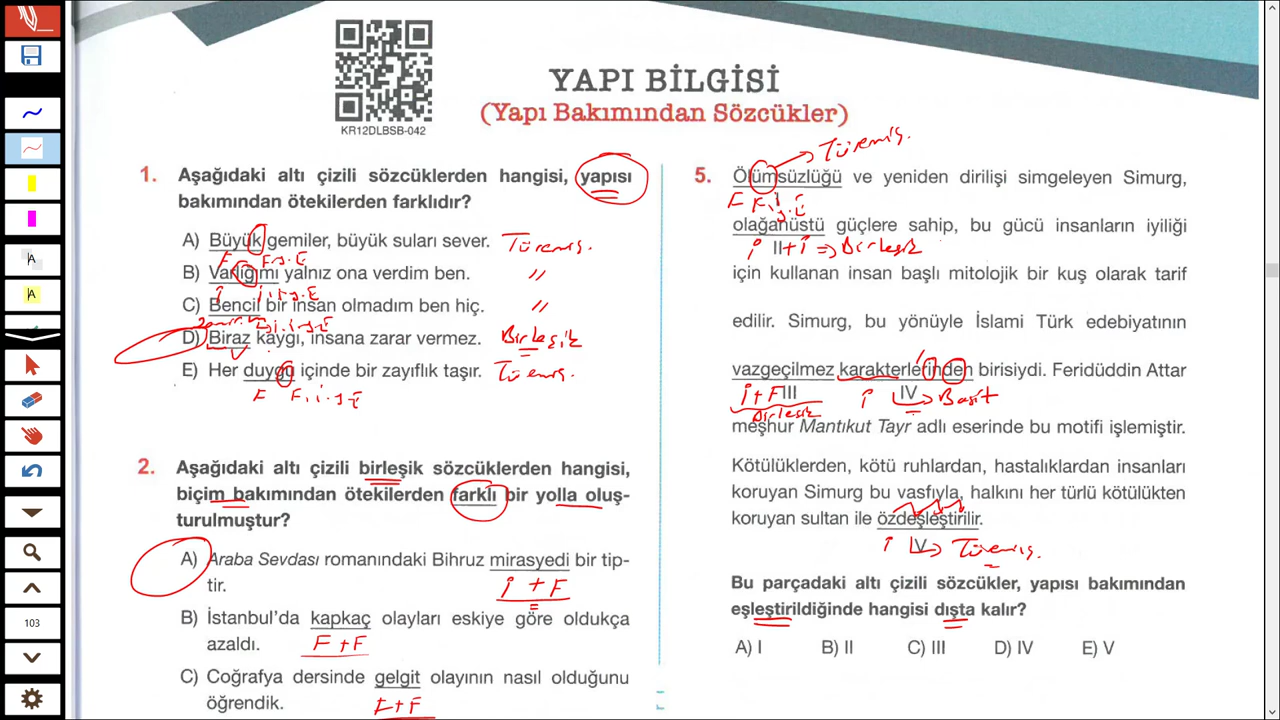 KR12DLBSB-042
YAPI BİLGİSİ
(Yapı Bakımından Sözcükler)
1. Aşağıdaki altı çizili sözcüklerden hangisi, yapısı
bakımından ötekilerden farklıdır?
A) Büyük gemiler, büyük suları sever. Türemiş.
F F.g.E
B) Varlığımı yalnız ona verdim ben. "
İ
C) Bencil bir insan olmadım ben hiç. "
D) Biraz kaygı, insana zarar vermez. Birleşik
E) Her duygu içinde bir zayıflık taşır. Türemiş.
F
2. Aşağıdaki altı çizili birleşik sözcüklerden hangisi,
biçim bakımından ötekilerden farklı bir yolla oluş-
turulmuştur?
A) Araba Sevdası romanındaki Bihruz mirasyedi bir tip-
tir.
İ + F
B) İstanbul'da kapkaç olayları eskiye göre oldukça
azaldı.
F + F
C) Coğrafya dersinde gelgit olayının nasıl olduğunu
öğrendik.
F+F
Türemiş.
5. Ölümsüzlüğü ve yeniden dirilişi simgeleyen Simurg,
I
olağanüstü güçlere sahip, bu gücü insanların iyiliği
İ II + İ => Birleşik
için kullanan insan başlı mitolojik bir kuş olarak tarif
edilir. Simurg, bu yönüyle İslami Türk edebiyatının
vazgeçilmez karakterlerinden birisiydi. Feridüddin Attar
İ+F III İ IV Basit
Birleşik
meşhur Mantıkut Tayr adlı eserinde bu motifi işlemiştir.
Kötülüklerden, kötü ruhlardan, hastalıklardan insanları
koruyan Simurg bu vasfıyla, halkını her türlü kötülükten
koruyan sultan ile özdeşleştirilir.
İ V Türemiş.
Bu parçadaki altı çizili sözcükler, yapısı bakımından
eşleştirildiğinde hangisi dışta kalır?
A) I B) II C) III D) IV E) V
A
A
103